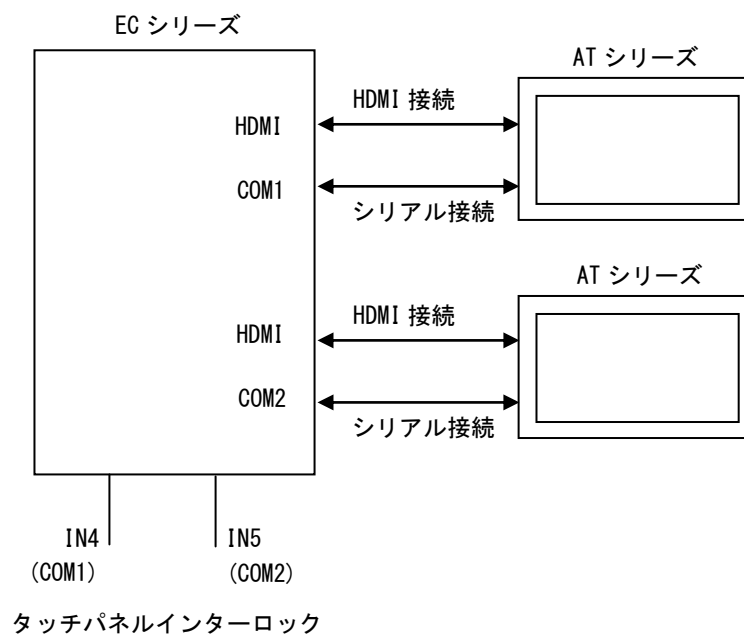 EC シリーズ
AT シリーズ
HDMI 接続
HDMI
COM1
シリアル接続
AT シリーズ
HDMI 接続
HDMI
COM2
シリアル接続
IN4
(COM1)
IN5
(COM2)
タッチパネルインターロック